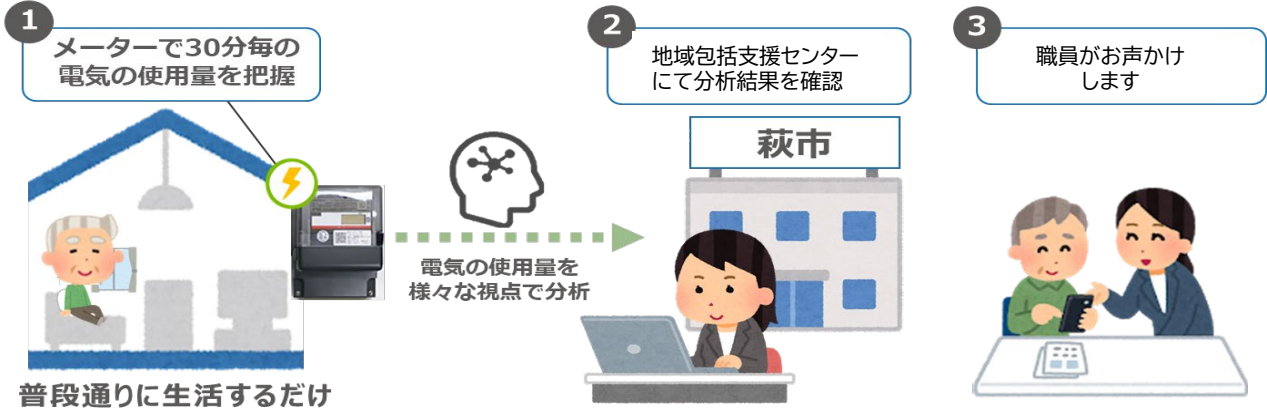 1
メーターで30分毎の
電気の使用量を把握
普段通りに生活するだけ
電気の使用量を
様々な視点で分析
2
地域包括支援センター
にて分析結果を確認
萩市
3
職員がお声かけ
します